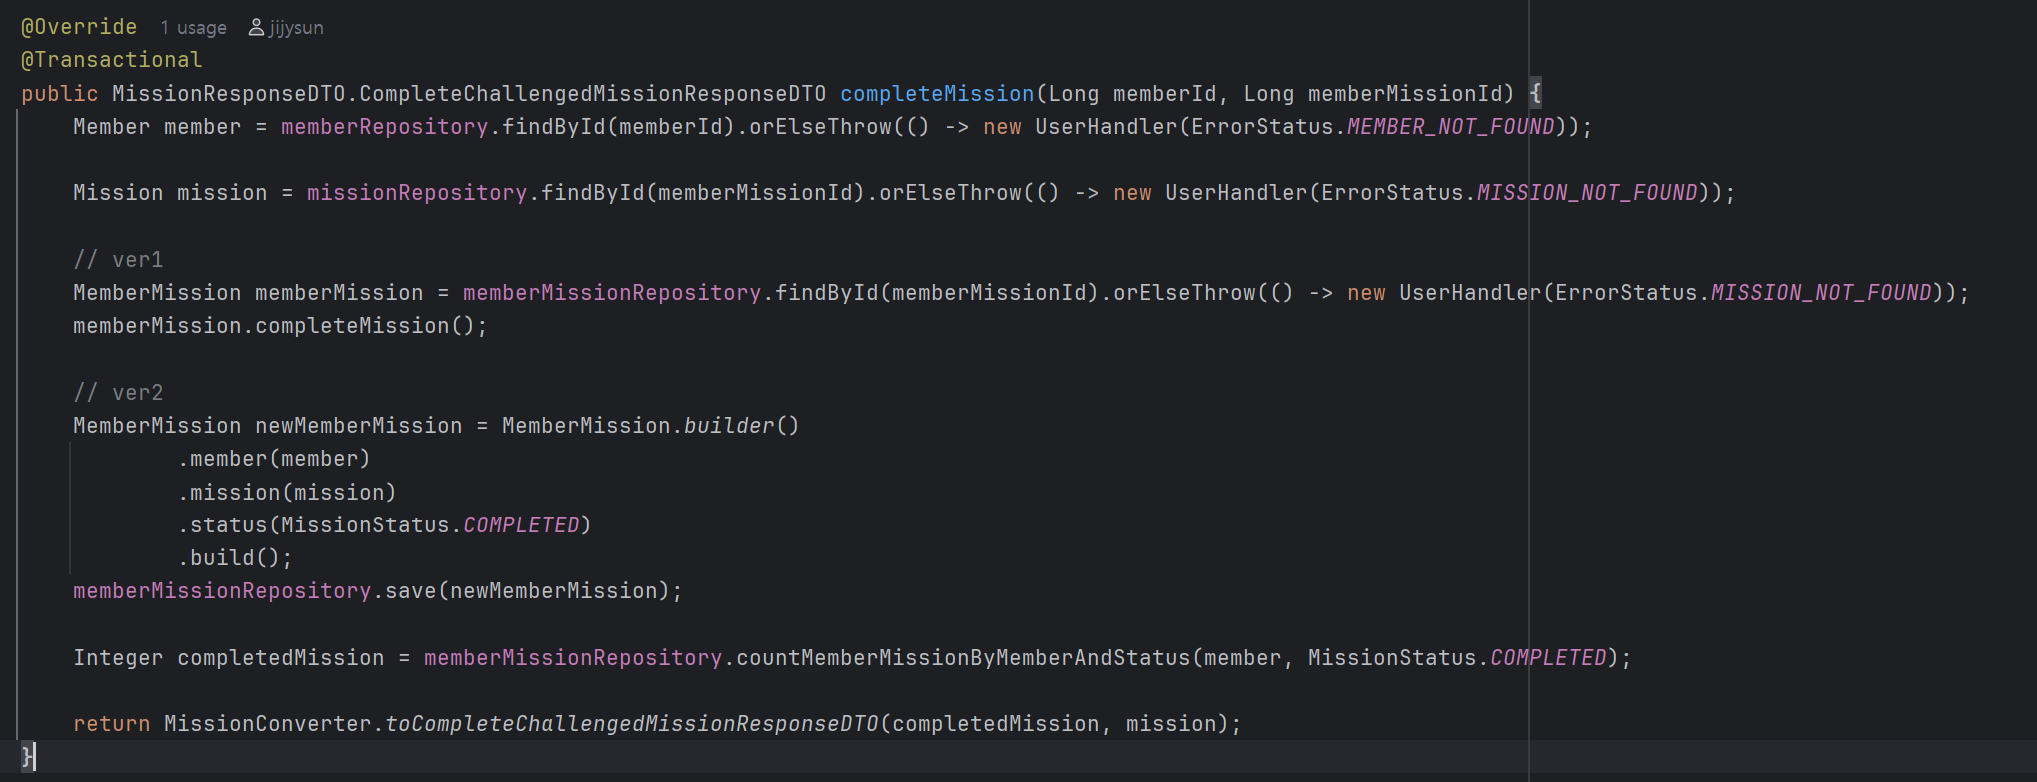 @Override 1 usage jijysun
@Transactional
public MissionResponseDTO.CompleteChallengedMissionResponseDTO completeMission(Long memberId, Long memberMissionId) {
    Member member = memberRepository.findById(memberId).orElseThrow(() -> new UserHandler(ErrorStatus.MEMBER_NOT_FOUND));

    Mission mission = missionRepository.findById(memberMissionId).orElseThrow(() -> new UserHandler(ErrorStatus.MISSION_NOT_FOUND));

    // ver1
    MemberMission memberMission = memberMissionRepository.findById(memberMissionId).orElseThrow(() -> new UserHandler(ErrorStatus.MISSION_NOT_FOUND));
    memberMission.completeMission();

    // ver2
    MemberMission newMemberMission = MemberMission.builder()
            .member(member)
            .mission(mission)
            .status(MissionStatus.COMPLETED)
            .build();
    memberMissionRepository.save(newMemberMission);

    Integer completedMission = memberMissionRepository.countMemberMissionByMemberAndStatus(member, MissionStatus.COMPLETED);

    return MissionConverter.toCompleteChallengedMissionResponseDTO(completedMission, mission);
}